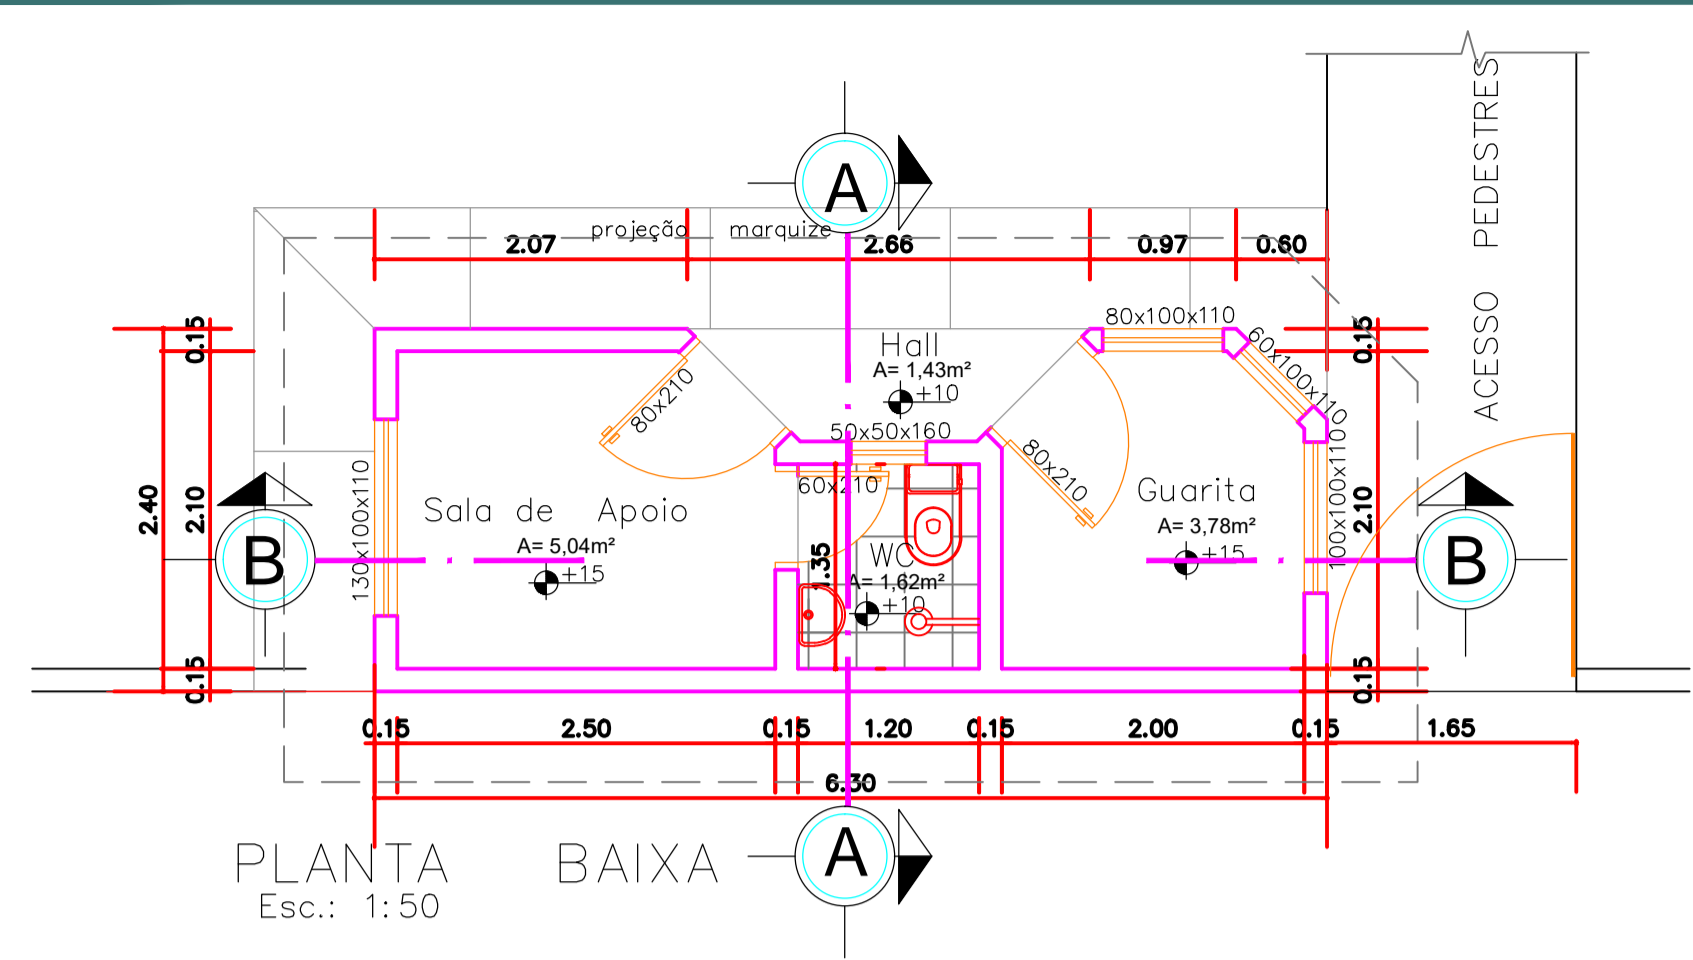 ACESSO PEDESTRES
A
projeção marquize
2.07
2.66
0.97
0.60
80x100x110
60x100x110
0.15
0.15
Hall
A= 1,43m²
+10
80x210
50x50x160
80x210
60x210
130x100x110
100x100x110
2.40
2.10
2.10
Sala de Apoio
A= 5,04m²
+15
Guarita
A= 3,78m²
+15
B
B
1.35
WC
A= 1,62m²
+10
0.15
0.15
0.15
2.50
0.15
1.20
0.15
2.00
0.15
1.65
6.30
A
PLANTA BAIXA
Esc.: 1:50